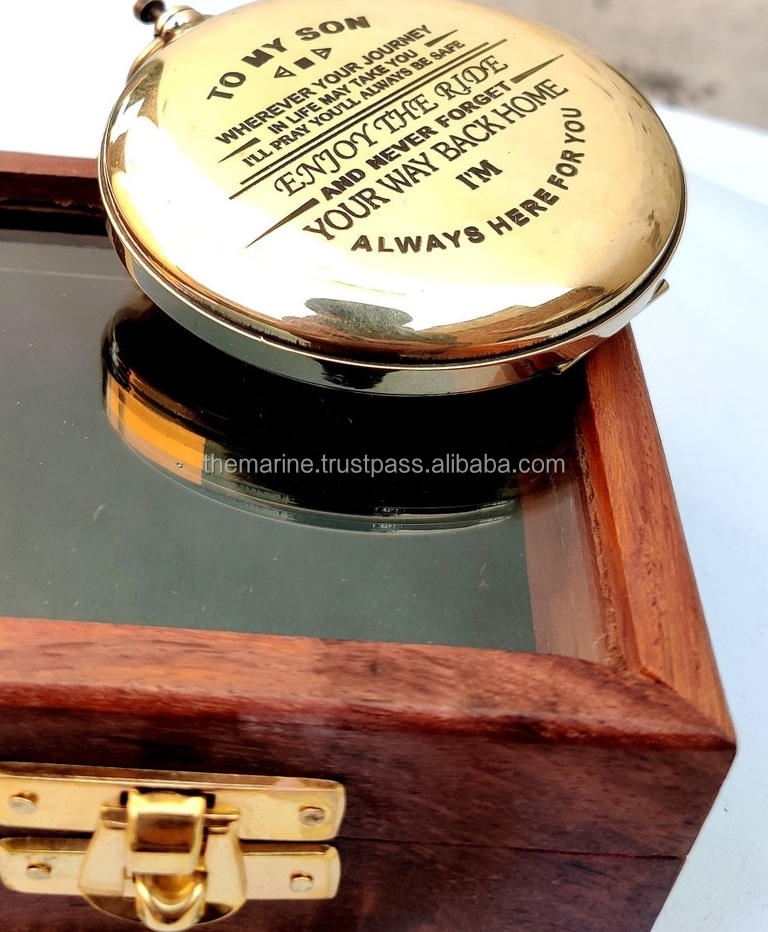 TO MY SON
WHEREVER YOUR JOURNEY
IN LIFE MAY TAKE YOU
I'LL PRAY YOU'LL ALWAYS BE SAFE
ENJOY THE RIDE
AND NEVER FORGET
YOUR WAY BACK HOME
I'M
ALWAYS HERE FOR YOU
themarine.trustpass.alibaba.com